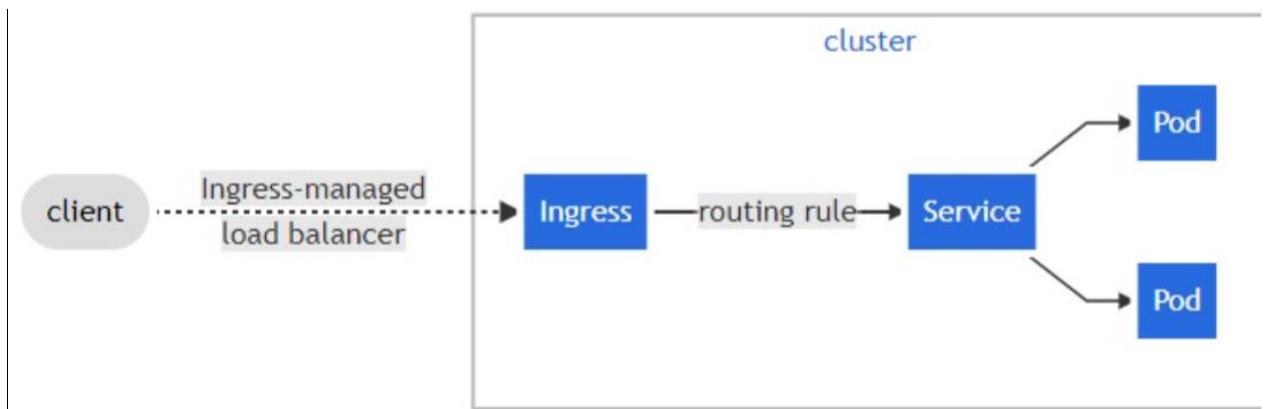 cluster
Pod
client
Ingress-managed
load balancer
Ingress
routing rule
Service
Pod